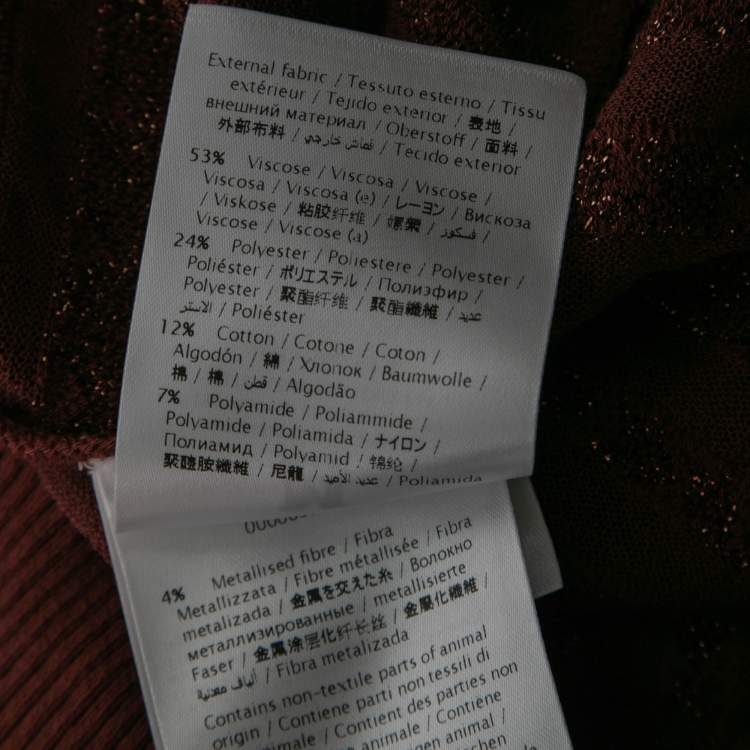 External fabric / Tessuto esterno / Tissu
extérieur / Tejido exterior / 表地 /
внешний материал / Oberstoff / 面料 /
外部布料 / قماش خارجي / Tecido exterior
53% Viscose / Viscosa / Viscose /
Viscosa / Viscosa (e) / レーヨン / Вискоза
/ Viskose / 粘胶纤维 / 嫘縈 / فسكوز /
Viscose / Viscose (a)
24% Polyester / Poliestere / Polyester /
Poliéster / ポリエステル / Полиэфир /
Polyester / 聚酯纤维 / 聚酯纖維 / عديد
الاستر / Poliéster
12% Cotton / Cotone / Coton /
Algodón / 綿 / Хлопок / Baumwolle /
棉 / 棉 / قطن / Algodão
7% Polyamide / Poliammide /
Polyamide / Poliamida / ナイロン /
Полиамид / Polyamid / 锦纶 /
聚醯胺纖維 / 尼龍 / عديد الأميد / Poliamida
4% Metallised fibre / Fibra
Metallizzata / Fibre métallisée / Fibra
metalizada / 金属を交えた糸 / Волокно
металлизированные / metallisierte
Faser / 金属涂层化纤长丝 / 金屬化纖維 /
ألياف معدنية / Fibra metalizada
Contains non-textile parts of animal
origin / Contiene parti non tessili di
/ Contient des parties non
animale / Contiene
animal /